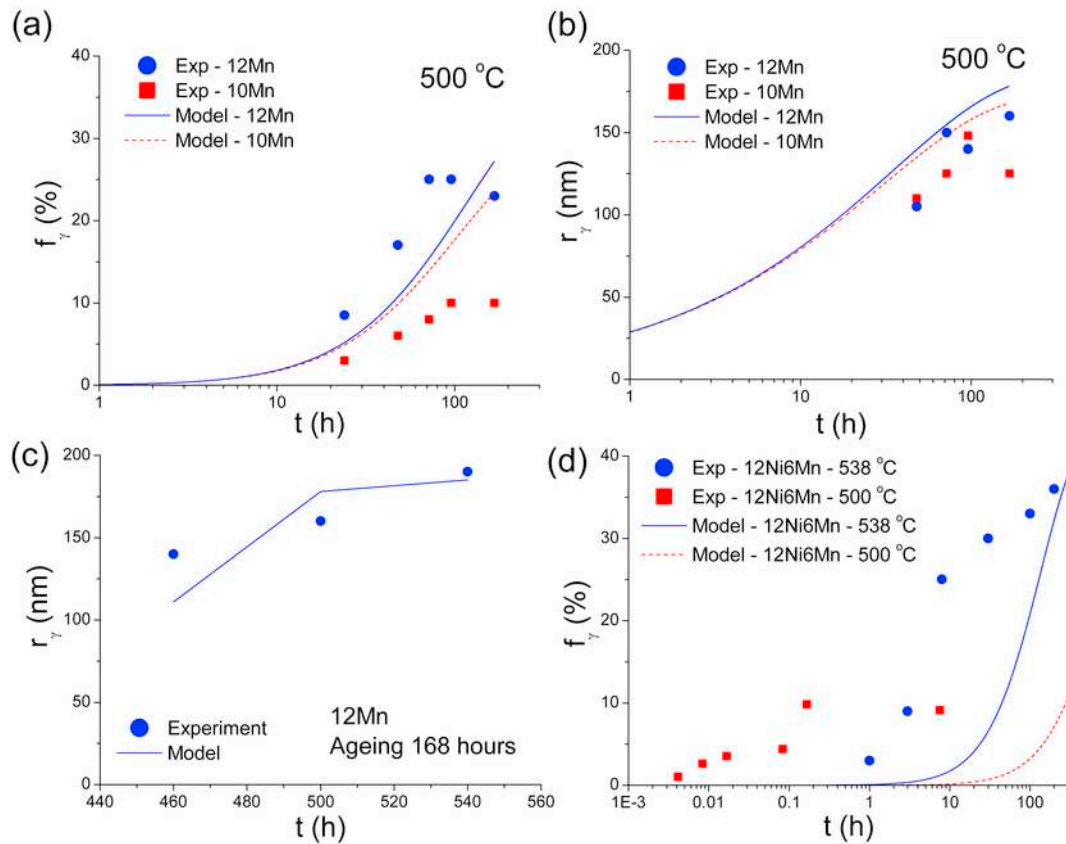 (a)
40
30
20
10
0
f_γ (%)
Exp - 12Mn
Exp - 10Mn
Model - 12Mn
Model - 10Mn
500 °C
1
10
100
t (h)
(b)
200
150
100
50
0
r_γ (nm)
Exp - 12Mn
Exp - 10Mn
Model - 12Mn
Model - 10Mn
500 °C
1
10
100
t (h)
(c)
200
150
100
50
0
r_γ (nm)
Experiment
Model
12Mn
Ageing 168 hours
440
460
480
500
520
540
560
t (h)
(d)
40
30
20
10
0
f_γ (%)
Exp - 12Ni6Mn - 538 °C
Exp - 12Ni6Mn - 500 °C
Model - 12Ni6Mn - 538 °C
Model - 12Ni6Mn - 500 °C
1E-3
0.01
0.1
1
10
100
t (h)